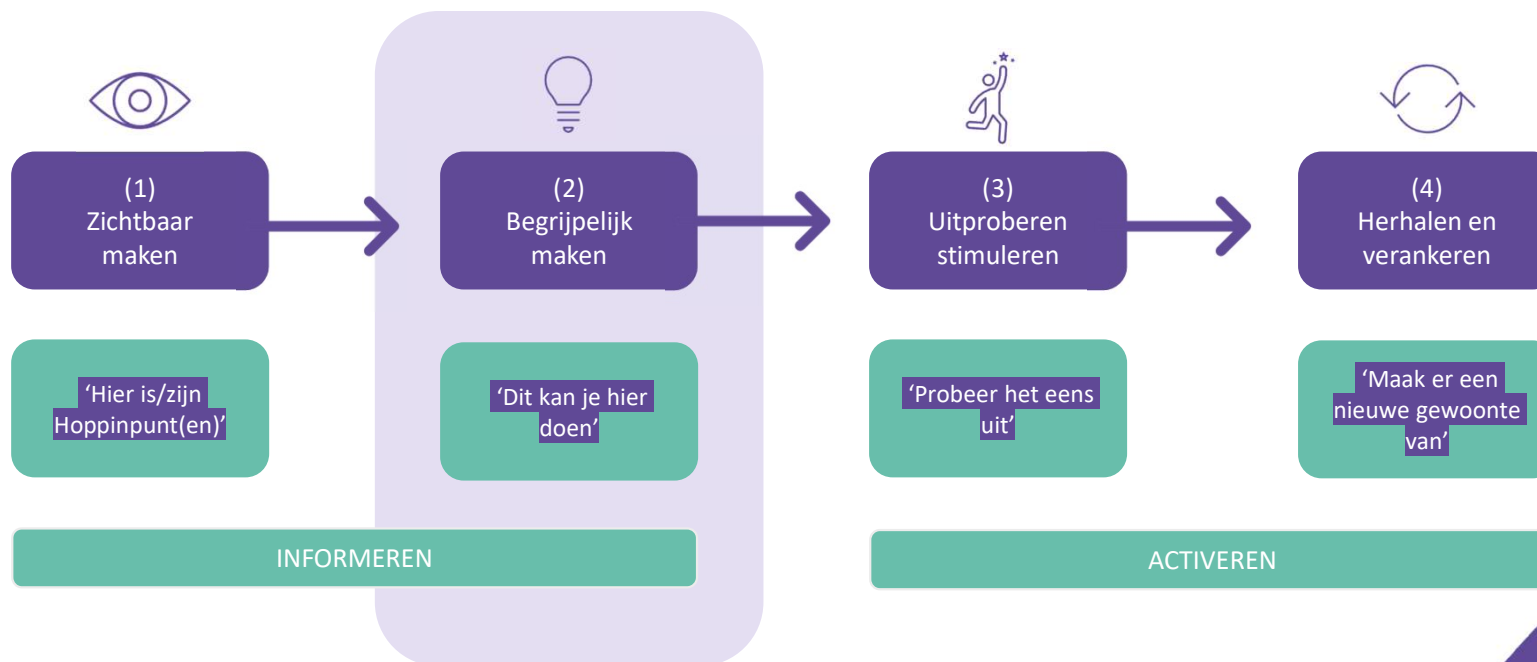 (1)
Zichtbaar
maken
(2)
Begrijpelijk
maken
(3)
Uitproberen
stimuleren
(4)
Herhalen en
verankeren
‘Hier is/zijn
Hoppinpunt(en)’
‘Dit kan je hier
doen’
‘Probeer het eens
uit’
‘Maak er een
nieuwe gewoonte
van’
INFORMEREN
ACTIVEREN